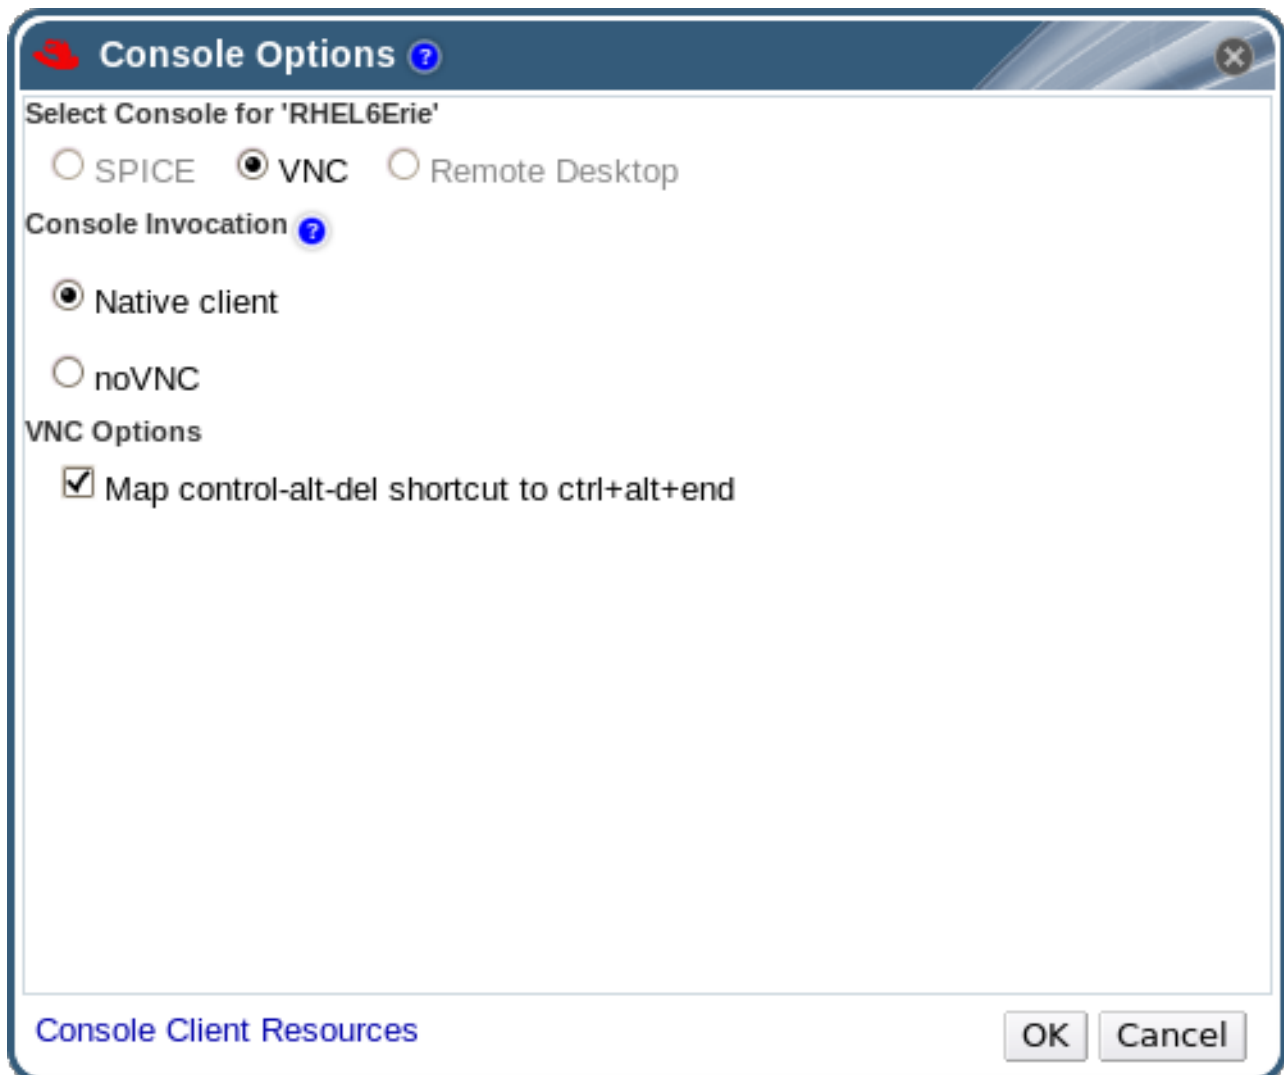 Console Options ?
Select Console for 'RHEL6Erie'
SPICE VNC Remote Desktop
Console Invocation ?
Native client
noVNC
VNC Options
Map control-alt-del shortcut to ctrl+alt+end
Console Client Resources OK Cancel